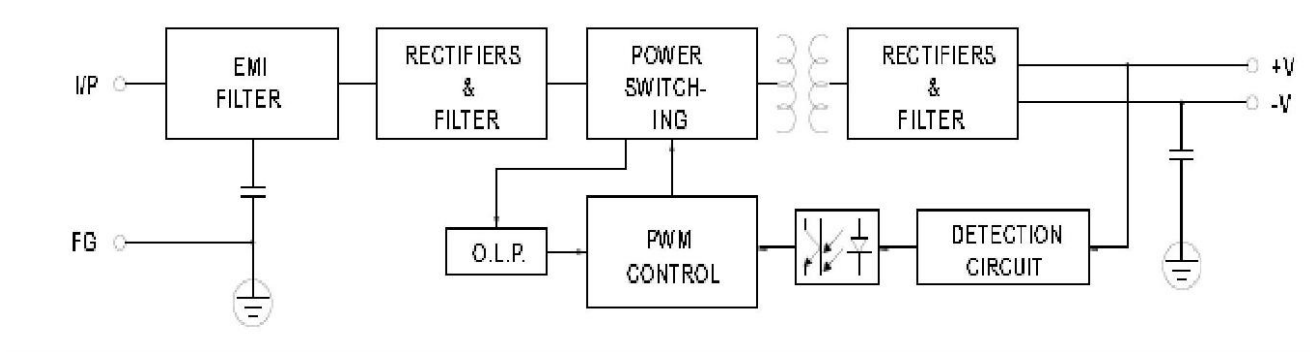 I/P
EMI
FILTER
RECTIFIERS
&
FILTER
POWER
SWITCH-
ING
RECTIFIERS
&
FILTER
+V
-V
FG
O.L.P.
PWM
CONTROL
DETECTION
CIRCUIT